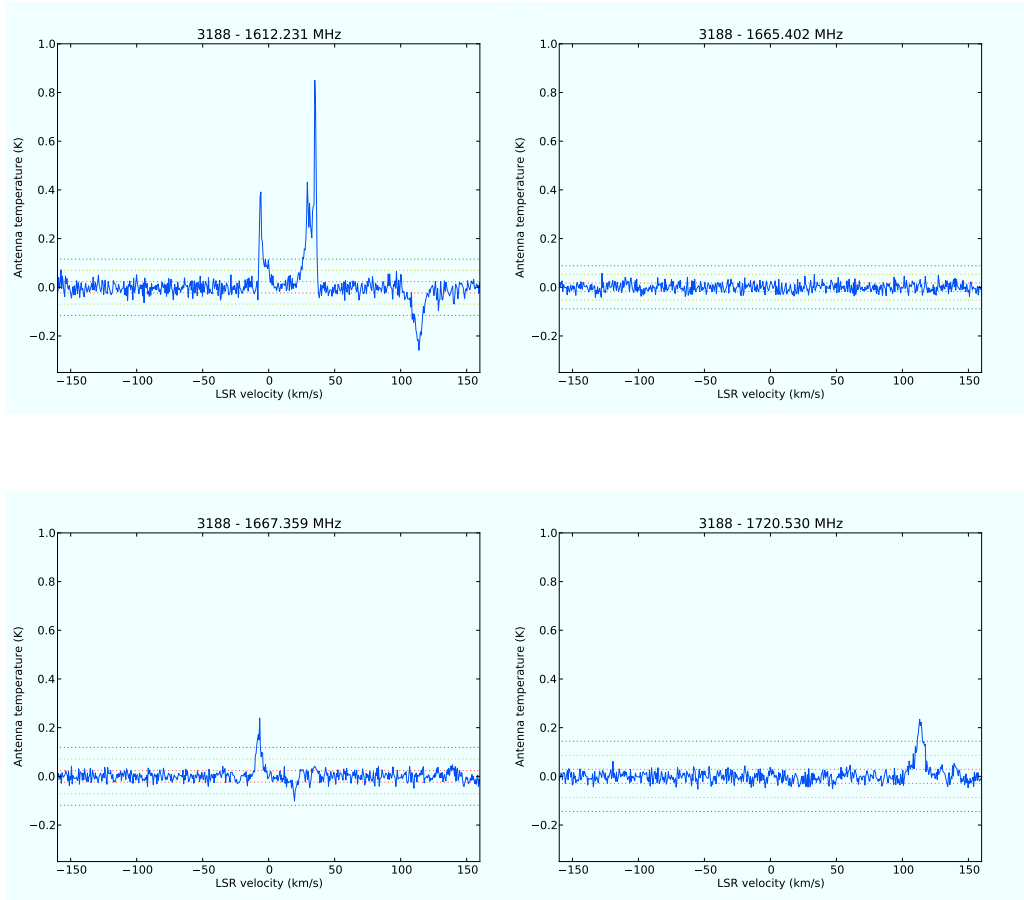 3188 - 1612.231 MHz
1.0
0.8
0.6
0.4
0.2
0.0
−0.2
−150 −100 −50 0 50 100 150
LSR velocity (km/s)
Antenna temperature (K)
3188 - 1665.402 MHz
1.0
0.8
0.6
0.4
0.2
0.0
−0.2
−150 −100 −50 0 50 100 150
LSR velocity (km/s)
Antenna temperature (K)
3188 - 1667.359 MHz
1.0
0.8
0.6
0.4
0.2
0.0
−0.2
−150 −100 −50 0 50 100 150
LSR velocity (km/s)
Antenna temperature (K)
3188 - 1720.530 MHz
1.0
0.8
0.6
0.4
0.2
0.0
−0.2
−150 −100 −50 0 50 100 150
LSR velocity (km/s)
Antenna temperature (K)